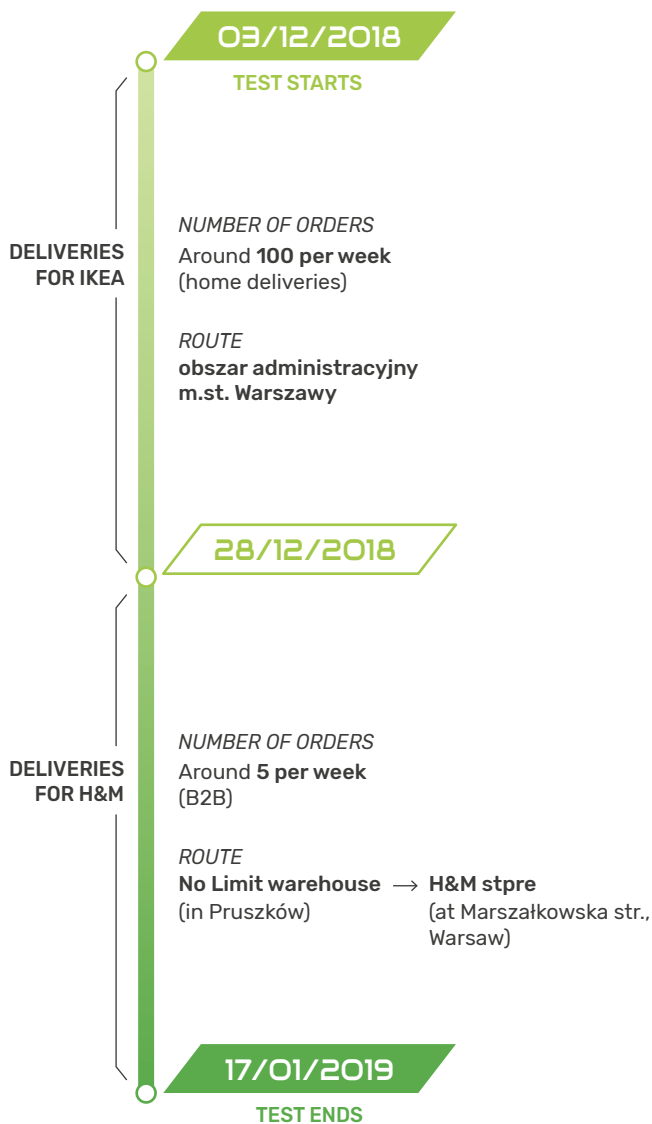 03/12/2018
TEST STARTS
DELIVERIES
FOR IKEA
NUMBER OF ORDERS
Around 100 per week
(home deliveries)
ROUTE
obszar administracyjny
m.st. Warszawy
28/12/2018
DELIVERIES
FOR H&M
NUMBER OF ORDERS
Around 5 per week
(B2B)
ROUTE
No Limit warehouse → H&M stpre
(in Pruszków) (at Marszałkowska str.,
Warsaw)
17/01/2019
TEST ENDS